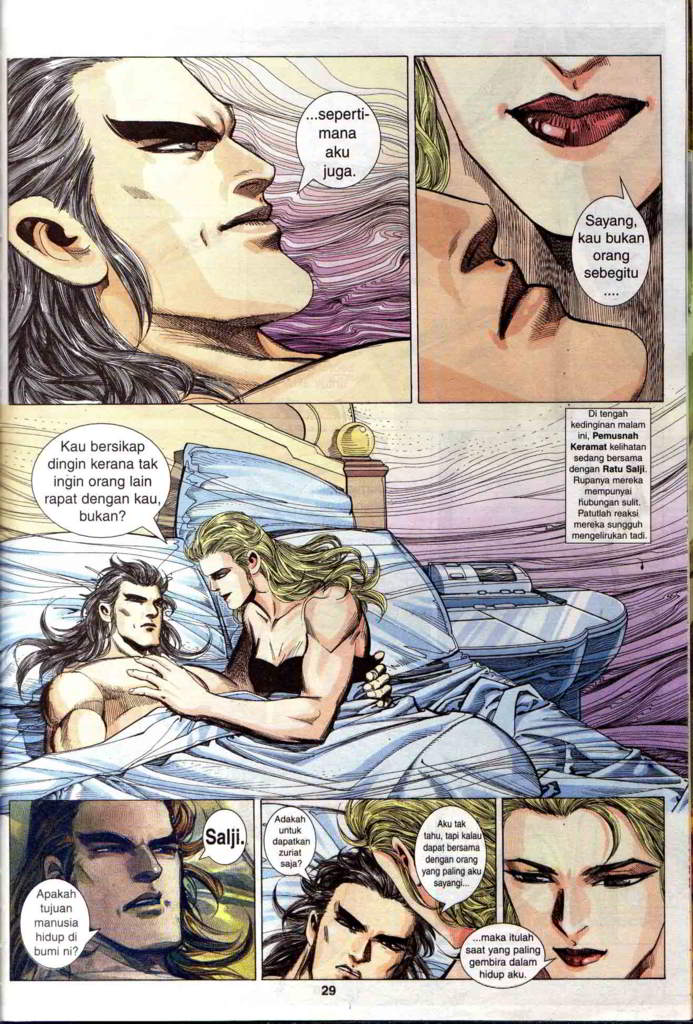 ...seperti-
mana
aku
juga.
Sayang,
kau bukan
orang
sebegitu
....
Kau bersikap
dingin kerana tak
ingin orang lain
rapat dengan kau,
bukan?
Di tengah
kedinginan malam
ini, Pemusnah
Keramat kelihatan
sedang bersama
dengan Ratu Salji.
Rupanya mereka
mempunyai
hubungan sulit.
Patutlah reaksi
mereka sungguh
mengelirukan tadi.
Salji.
Apakah
tujuan
manusia
hidup di
bumi ni?
Adakah
untuk
dapatkan
zuriat
saja?
Aku tak
tahu, tapi kalau
dapat bersama
dengan orang
yang paling aku
sayangi...
...maka itulah
saat yang paling
gembira dalam
hidup aku.
29